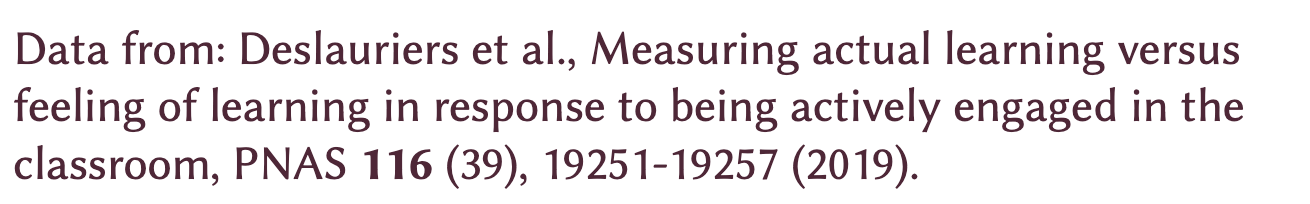 Data from: Deslauriers et al., Measuring actual learning versus
feeling of learning in response to being actively engaged in the
classroom, PNAS 116 (39), 19251-19257 (2019).